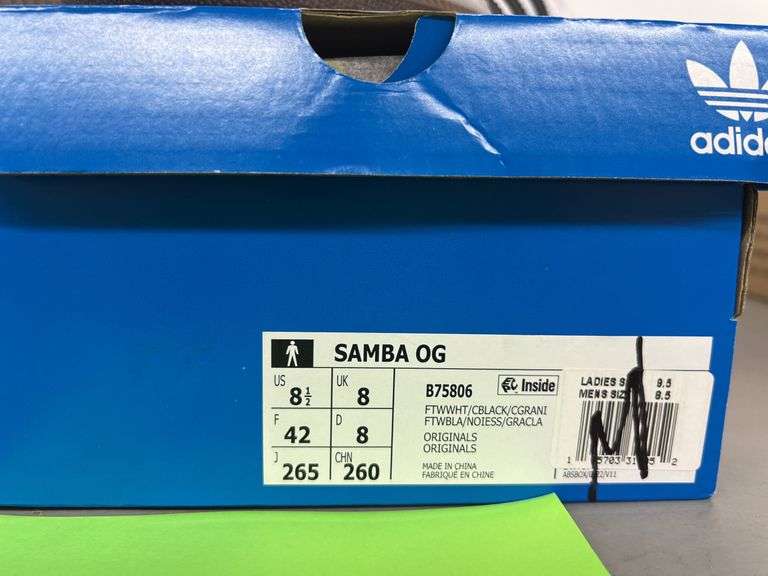 adida
SAMBA OG
US 8½
UK 8
F 42
D 8
J 265
CHN 260
B75806
Inside
FTWWHT/CBLACK/CGRANI
FTWBLA/NOIESS/GRACLA
ORIGINALS
ORIGINALS
MADE IN CHINA
FABRIQUÉ EN CHINE
LADIES S 9.5
MENS SIZ 8.5